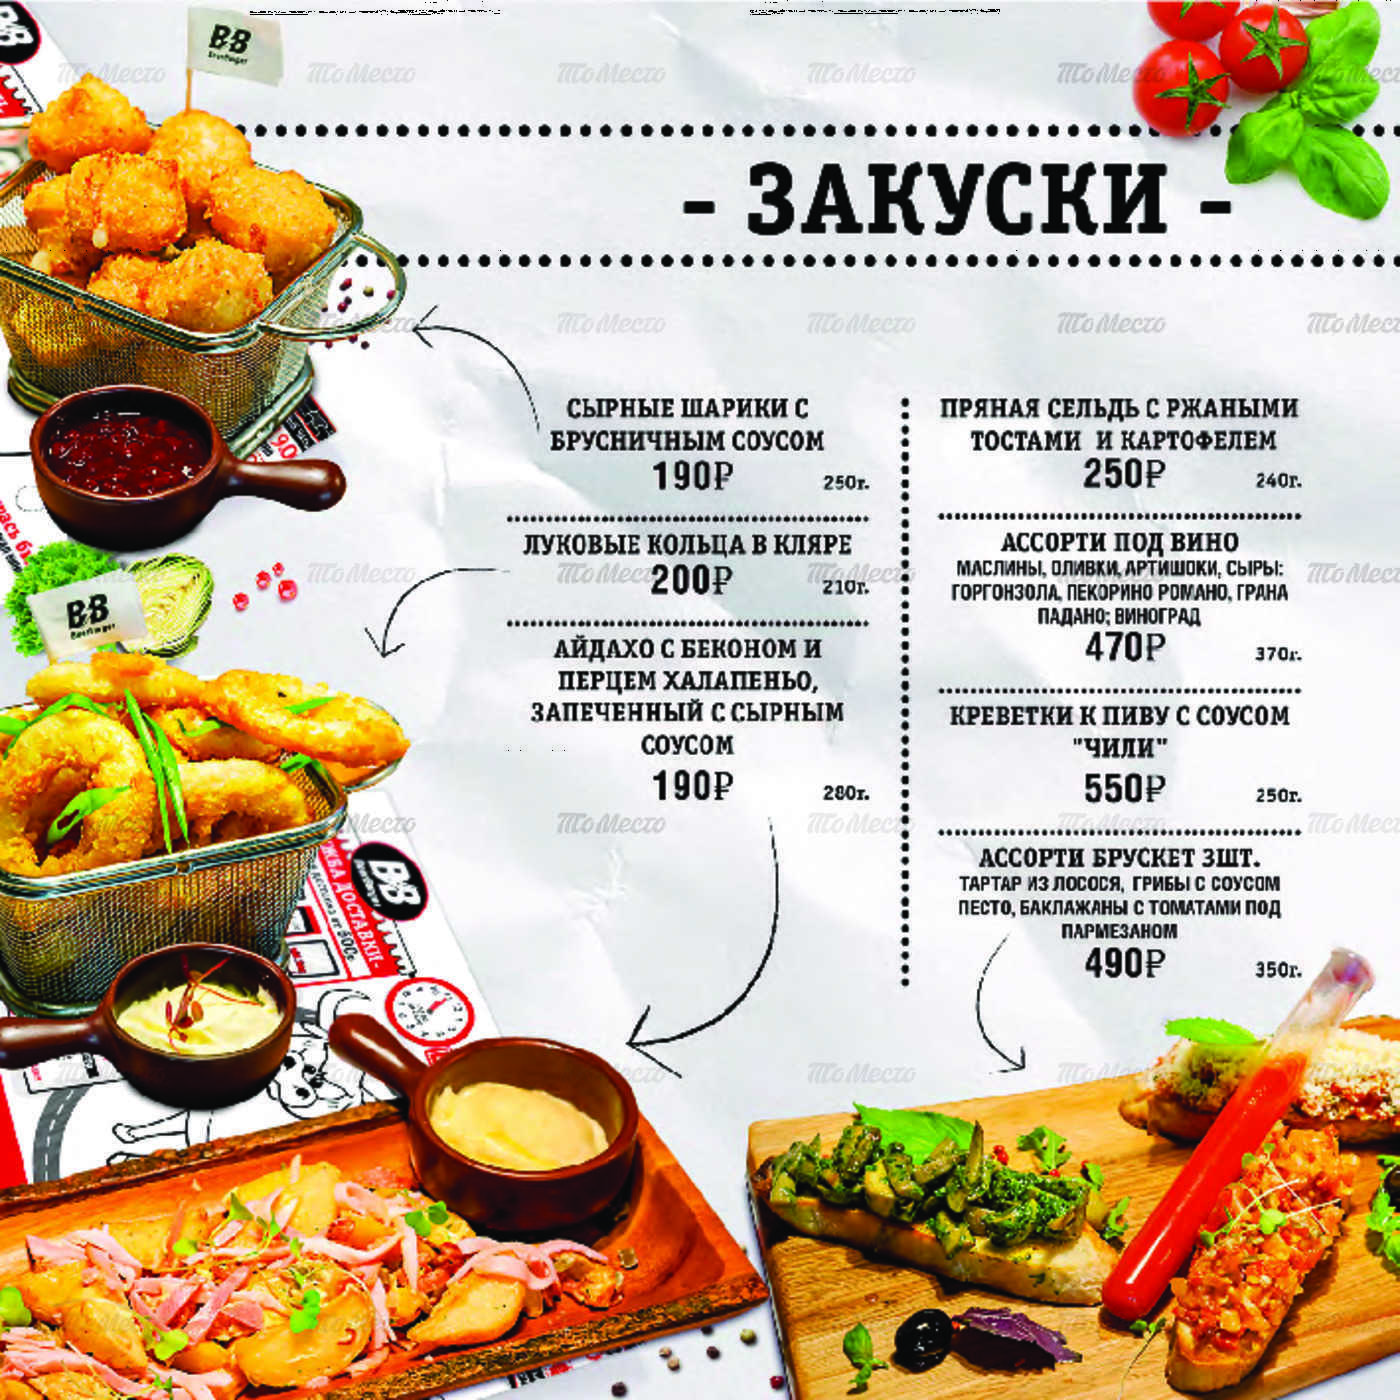 - ЗАКУСКИ -
СЫРНЫЕ ШАРИКИ С
БРУСНИЧНЫМ СОУСОМ
190₽ 250г.
ЛУКОВЫЕ КОЛЬЦА В КЛЯРЕ
200₽ 210г.
АЙДАХО С БЕКОНОМ И
ПЕРЦЕМ ХАЛАПЕНЬО,
ЗАПЕЧЕННЫЙ С СЫРНЫМ
СОУСОМ
190₽ 280г.
ПРЯНАЯ СЕЛЬДЬ С РЖАНЫМИ
ТОСТАМИ И КАРТОФЕЛЕМ
250₽ 240г.
АССОРТИ ПОД ВИНО
МАСЛИНЫ, ОЛИВКИ, АРТИШОКИ, СЫРЫ:
ГОРГОНЗОЛА, ПЕКОРИНО РОМАНО, ГРАНА
ПАДАНО; ВИНОГРАД
470₽ 370г.
КРЕВЕТКИ К ПИВУ С СОУСОМ
"ЧИЛИ"
550₽ 250г.
АССОРТИ БРУСКЕТ 3ШТ.
ТАРТАР ИЗ ЛОСОСЯ, ГРИБЫ С СОУСОМ
ПЕСТО, БАКЛАЖАНЫ С ТОМАТАМИ ПОД
ПАРМЕЗАНОМ
490₽ 350г.
B&B
B&B
B&B
ДОСТАВКИ
ТоМесто